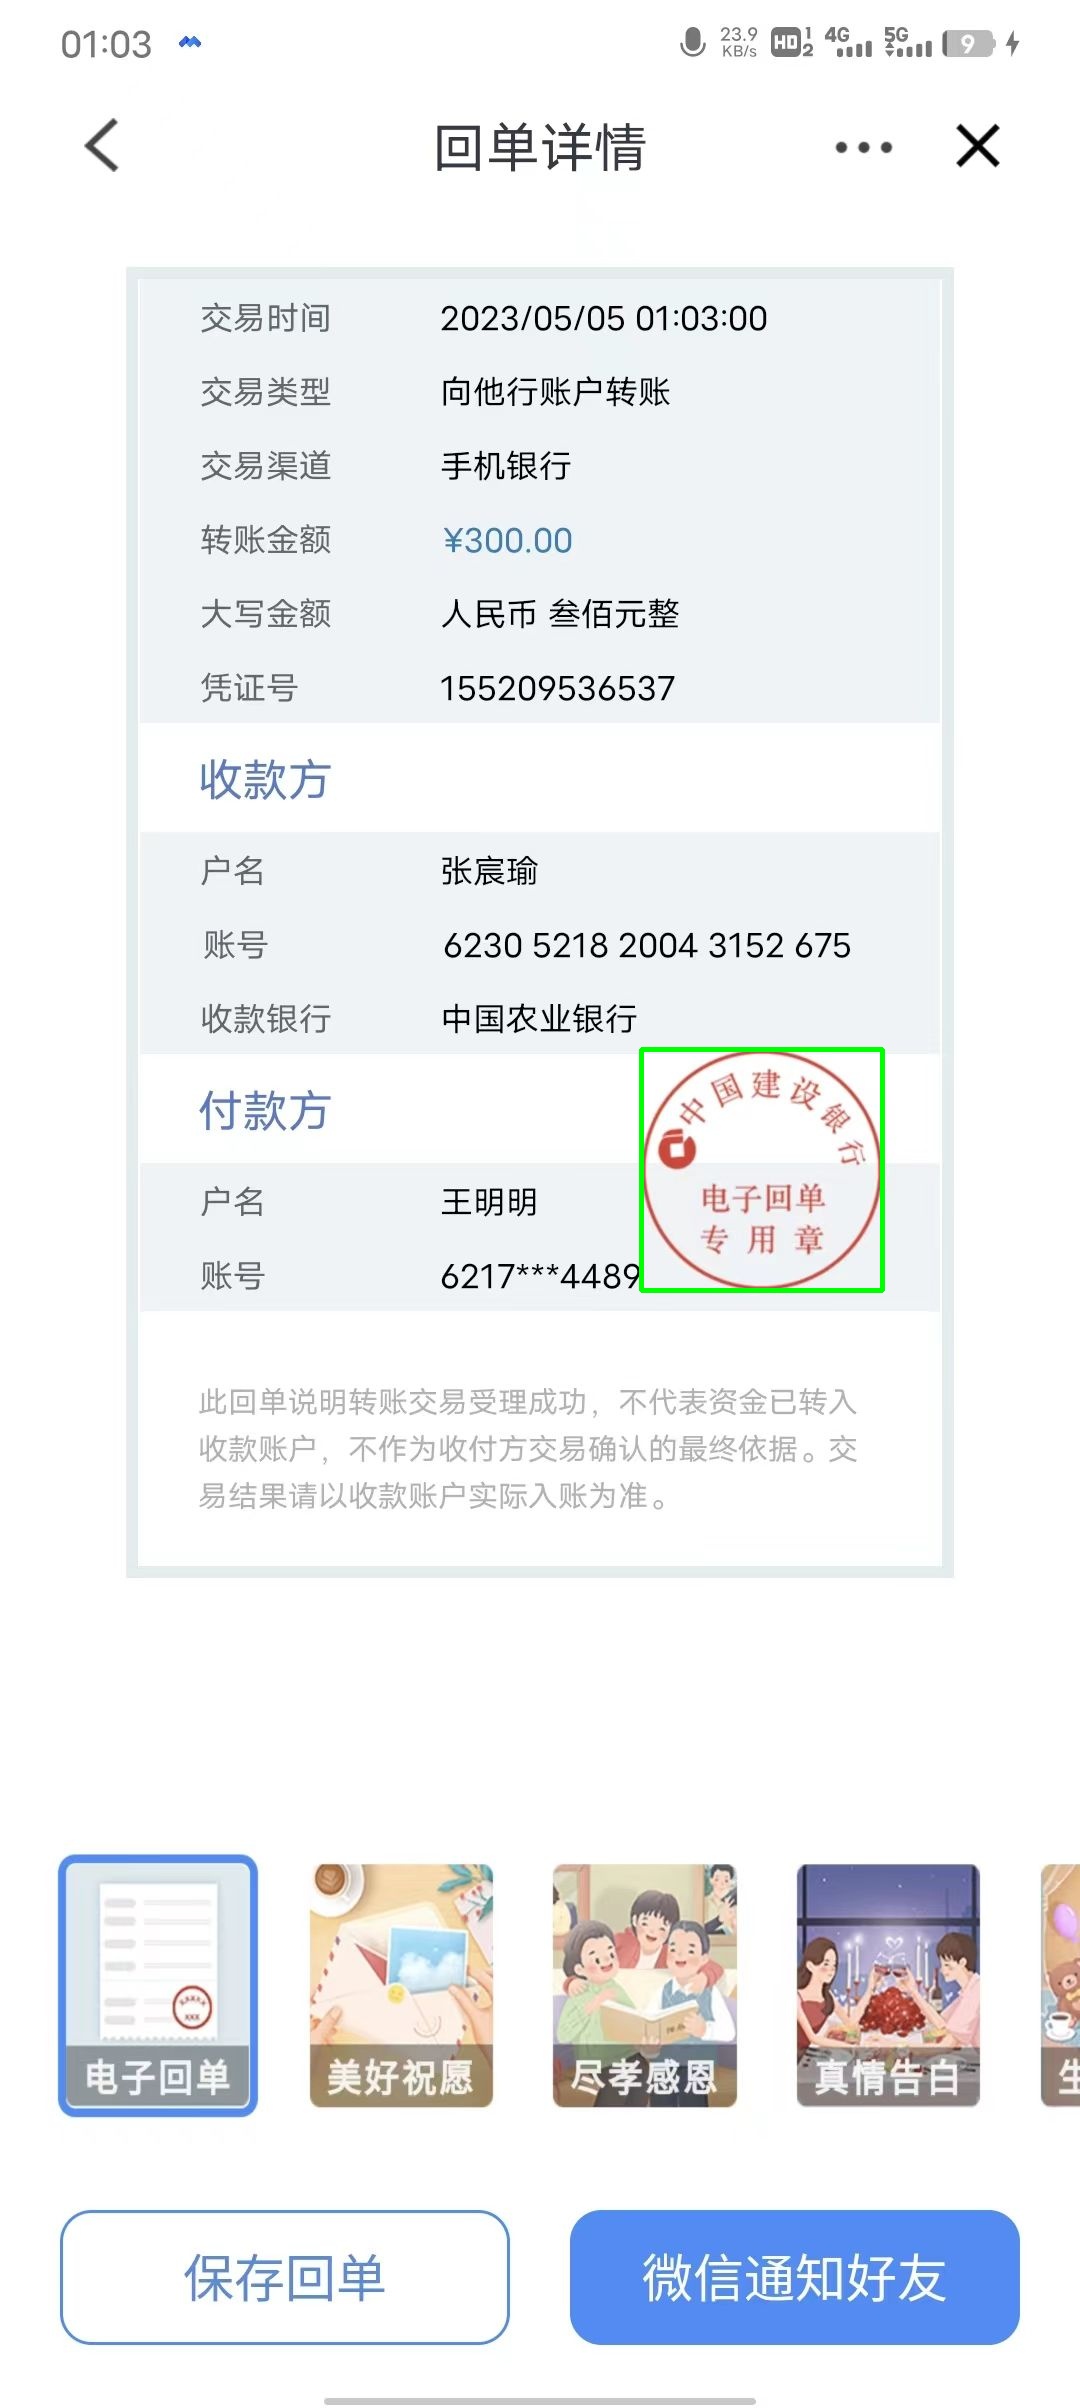 01:03
23.9
KB/s
HD 1 2
4G
5G
9
回单详情
交易时间 2023/05/05 01:03:00
交易类型 向他行账户转账
交易渠道 手机银行
转账金额 ¥300.00
大写金额 人民币 叁佰元整
凭证号 155209536537
收款方
户名 张宸瑜
账号 6230 5218 2004 3152 675
收款银行 中国农业银行
付款方
中国建设银行
电子回单
专用章
户名 王明明
账号 6217***4489
此回单说明转账交易受理成功，不代表资金已转入
收款账户，不作为收付方交易确认的最终依据。交
易结果请以收款账户实际入账为准。
电子回单
美好祝愿
尽孝感恩
真情告白
生
保存回单
微信通知好友